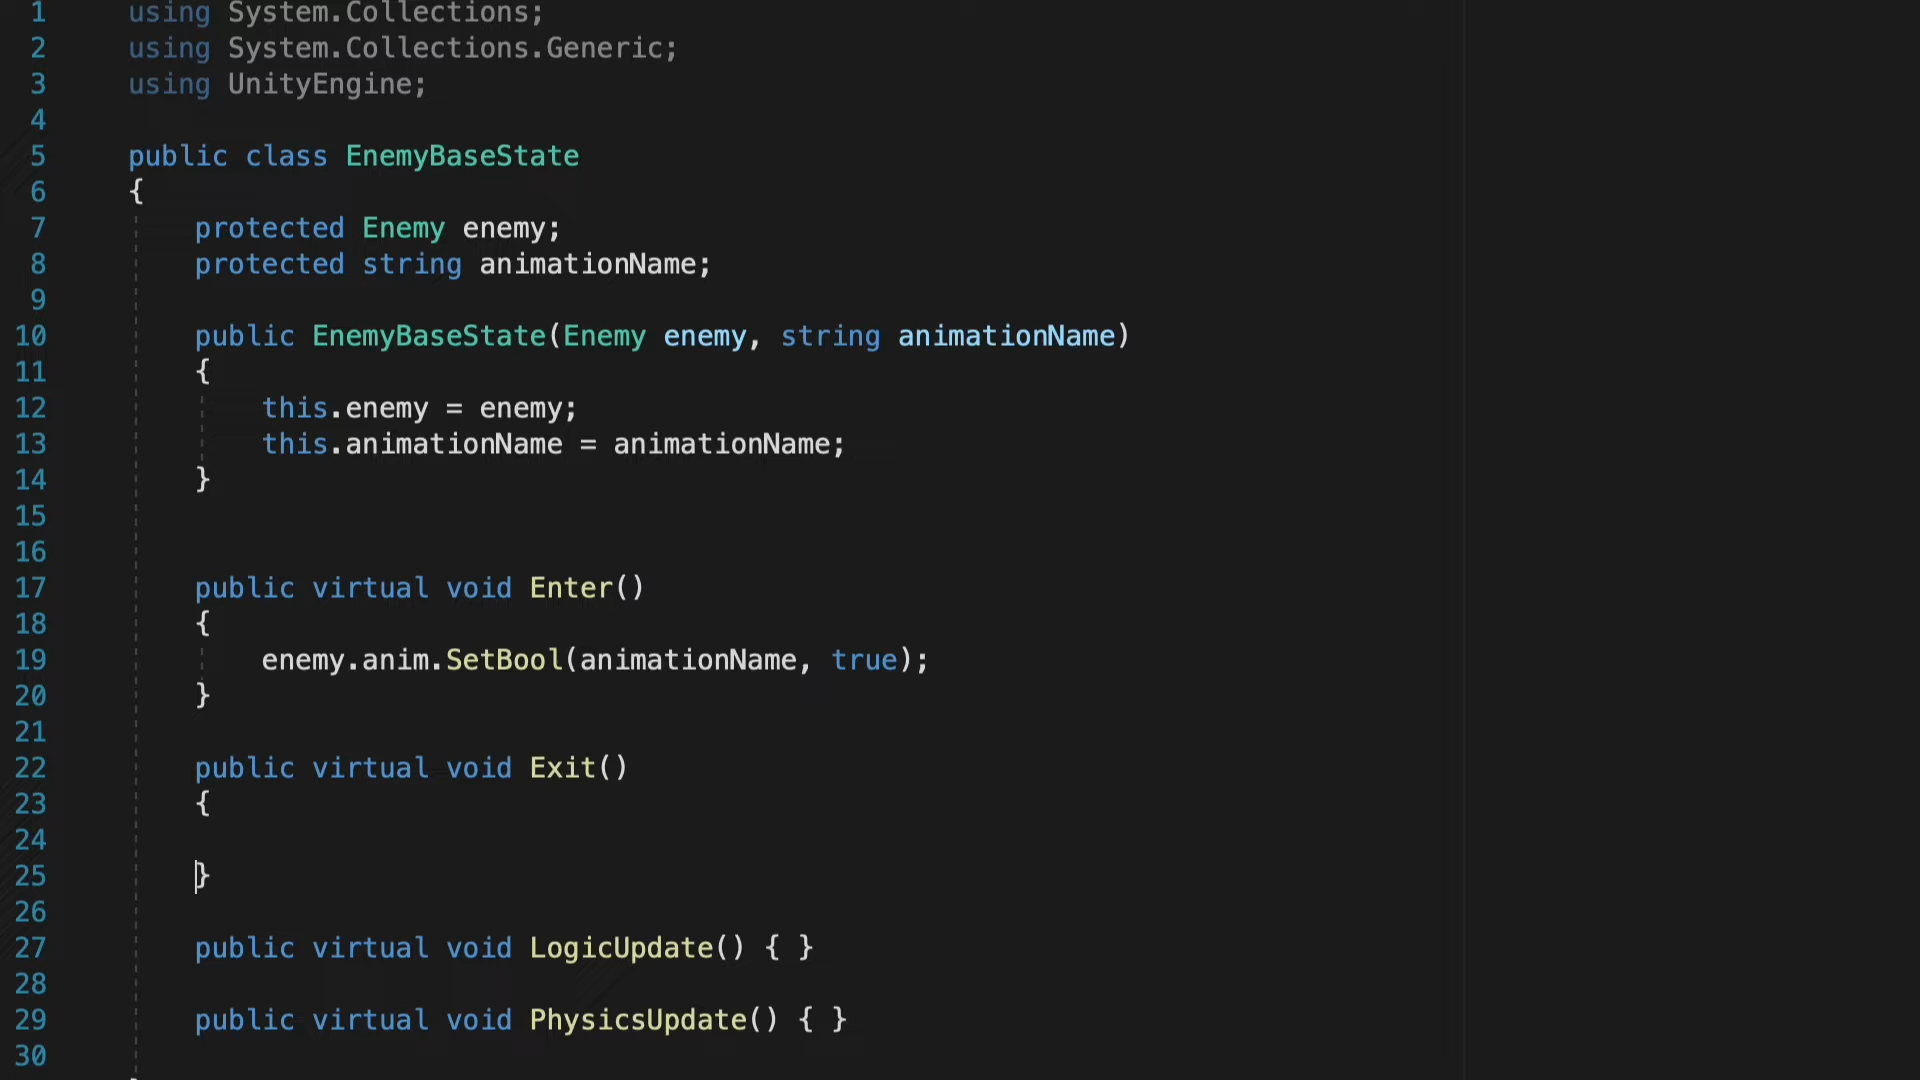 1 using System.Collections;
2 using System.Collections.Generic;
3 using UnityEngine;
4
5 public class EnemyBaseState
6 {
7 protected Enemy enemy;
8 protected string animationName;
9
10 public EnemyBaseState(Enemy enemy, string animationName)
11 {
12 this.enemy = enemy;
13 this.animationName = animationName;
14 }
15
16
17 public virtual void Enter()
18 {
19 enemy.anim.SetBool(animationName, true);
20 }
21
22 public virtual void Exit()
23 {
24
25 }
26
27 public virtual void LogicUpdate() { }
28
29 public virtual void PhysicsUpdate() { }
30